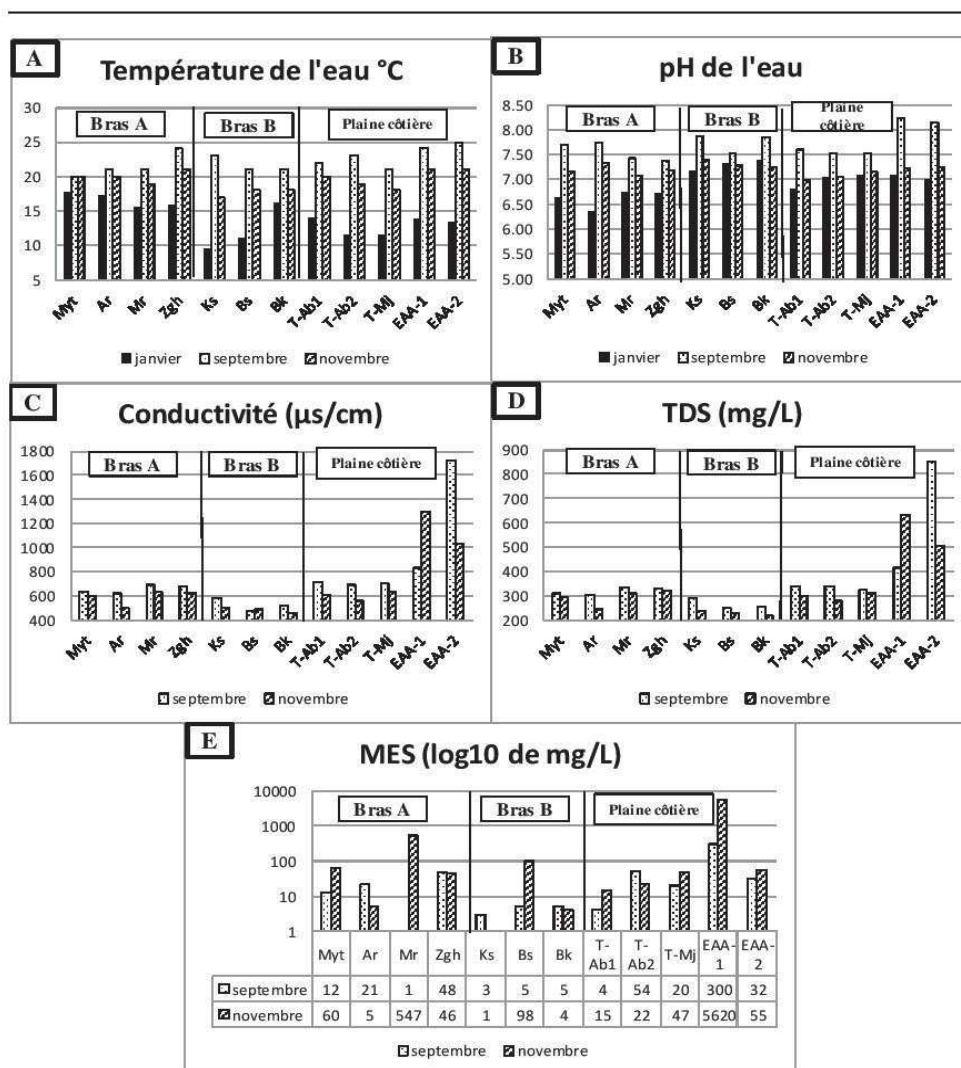 A
Température de l'eau °C
Bras A
Bras B
Plaine côtière
30
25
20
15
10
5
Myt
Ar
Mr
Zgh
Ks
Bs
Bk
T-Ab1
T-Ab2
T-Mj
EAA-1
EAA-2
janvier septembre novembre
B
pH de l'eau
Bras A
Bras B
Plaine
côtière
8.50
8.00
7.50
7.00
6.50
6.00
5.50
5.00
Myt
Ar
Mr
Zgh
Ks
Bs
Bk
T-Ab1
T-Ab2
T-Mj
EAA-1
EAA-2
janvier septembre novembre
C
Conductivité (µs/cm)
Bras A
Bras B
Plaine côtière
1800
1600
1400
1200
1000
800
600
400
Myt
Ar
Mr
Zgh
Ks
Bs
Bk
T-Ab1
T-Ab2
T-Mj
EAA-1
EAA-2
septembre novembre
D
TDS (mg/L)
Bras A
Bras B
Plaine côtière
900
800
700
600
500
400
300
200
Myt
Ar
Mr
Zgh
Ks
Bs
Bk
T-Ab1
T-Ab2
T-Mj
EAA-1
EAA-2
septembre novembre
E
MES (log10 de mg/L)
Bras A
Bras B
Plaine côtière
10000
1000
100
10
1
Myt Ar Mr Zgh Ks Bs Bk T-Ab1 T-Ab2 T-Mj EAA-1 EAA-2
septembre 12 21 1 48 3 5 5 4 54 20 300 32
novembre 60 5 547 46 1 98 4 15 22 47 5620 55
septembre novembre